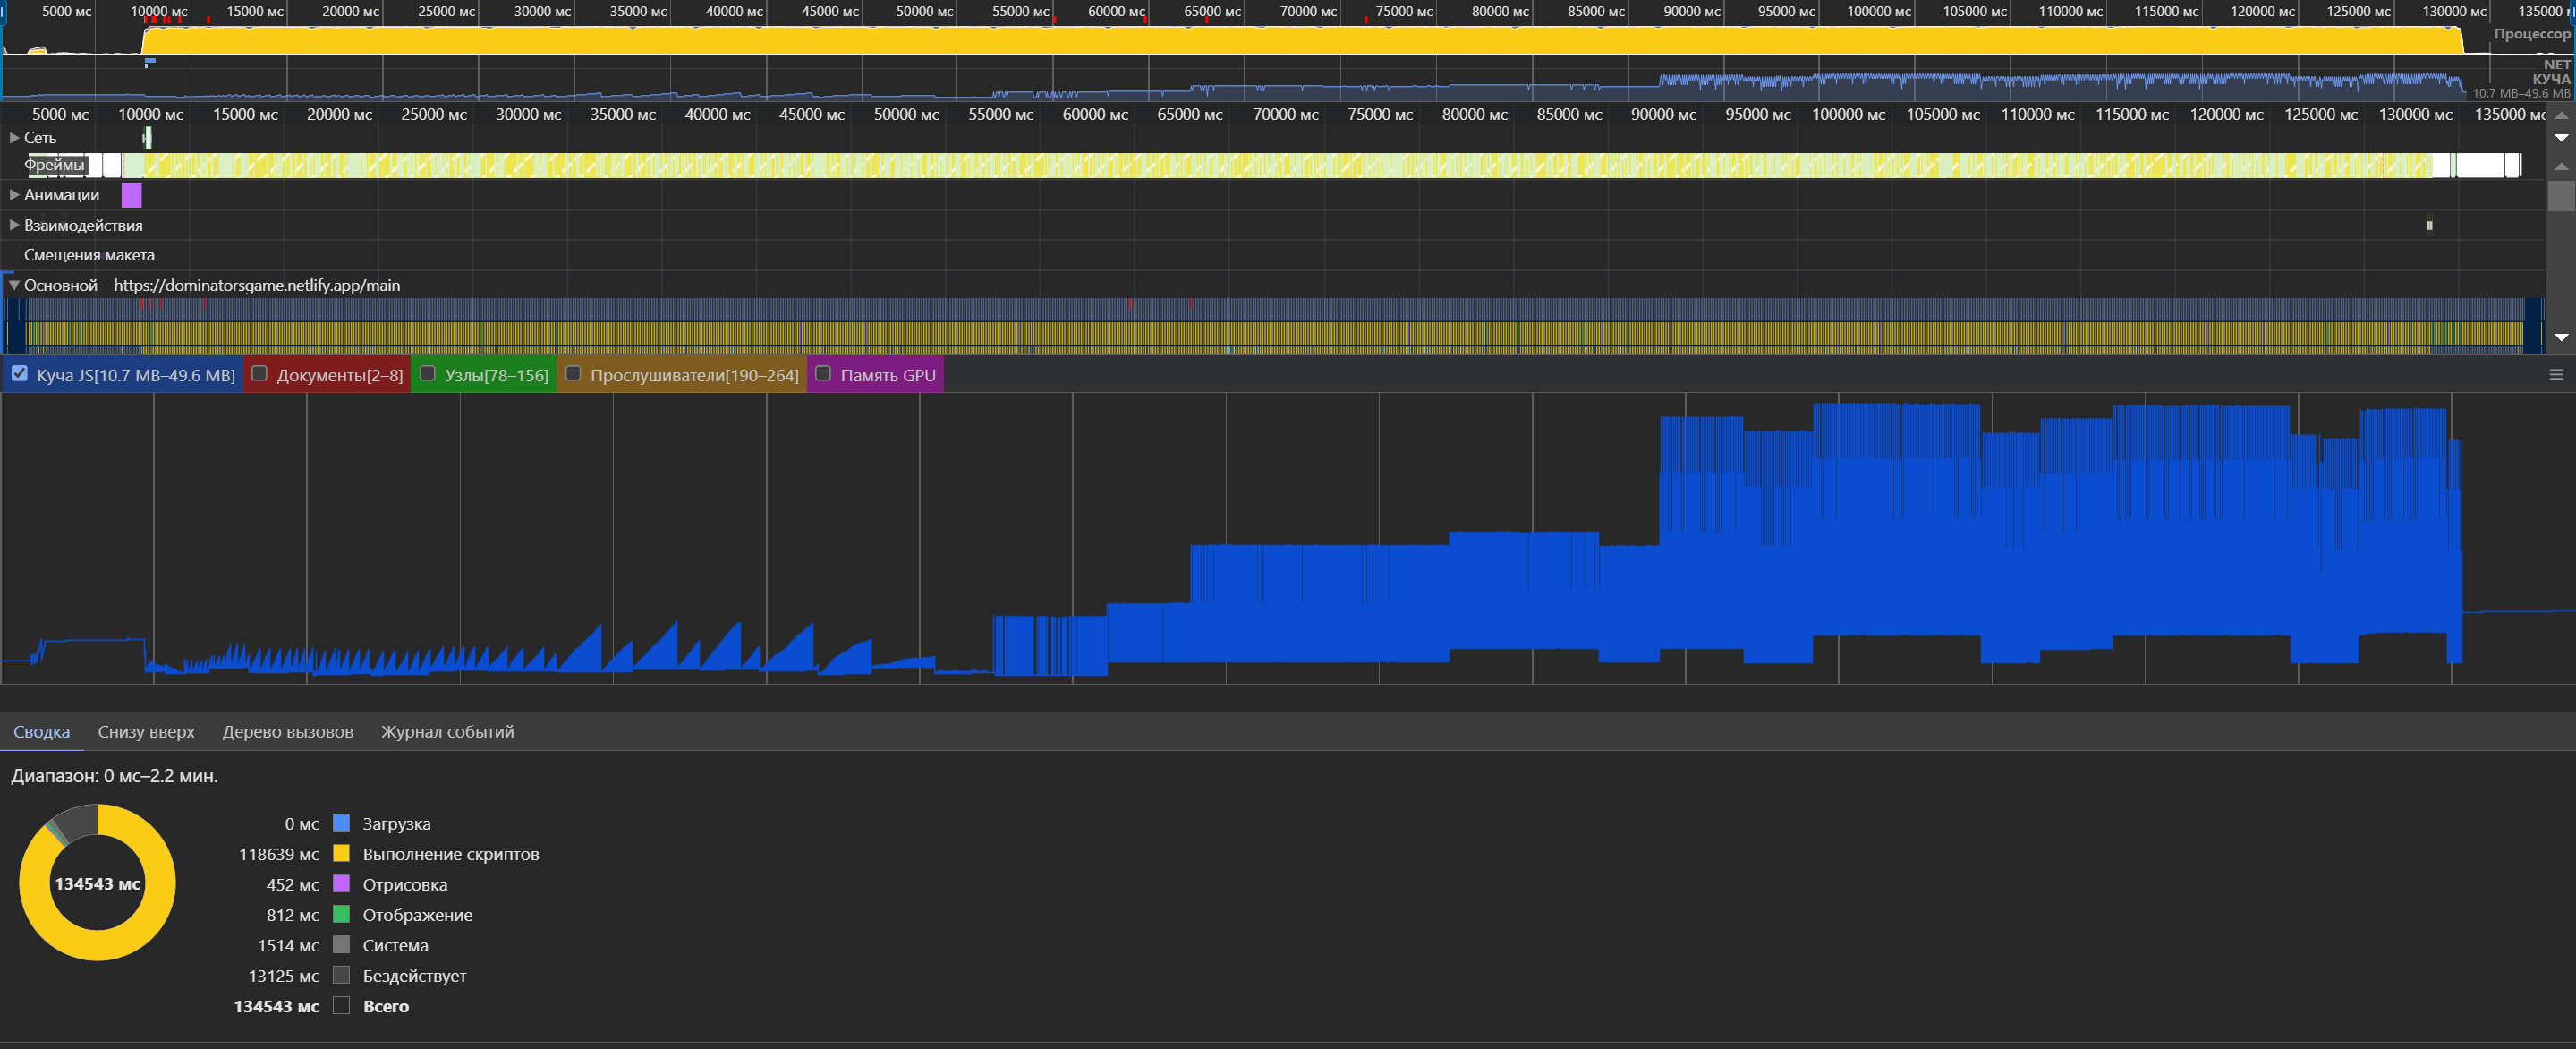 5000 мс 10000 мс 15000 мс 20000 мс 25000 мс 30000 мс 35000 мс 40000 мс 45000 мс 50000 мс 55000 мс 60000 мс 65000 мс 70000 мс 75000 мс 80000 мс 85000 мс 90000 мс 95000 мс 100000 мс 105000 мс 110000 мс 115000 мс 120000 мс 125000 мс 130000 мс 135000
Процессор
NET
КУЧА
10.7 MB–49.6 MB
5000 мс 10000 мс 15000 мс 20000 мс 25000 мс 30000 мс 35000 мс 40000 мс 45000 мс 50000 мс 55000 мс 60000 мс 65000 мс 70000 мс 75000 мс 80000 мс 85000 мс 90000 мс 95000 мс 100000 мс 105000 мс 110000 мс 115000 мс 120000 мс 125000 мс 130000 мс 135000 мс
Сеть
Фреймы
Анимации
Взаимодействия
Смещения макета
Основной – https://dominatorsgame.netlify.app/main
Куча JS[10.7 MB–49.6 MB] Документы[2–8] Узлы[78–156] Прослушиватели[190–264] Память GPU
Сводка Снизу вверх Дерево вызовов Журнал событий
Диапазон: 0 мс–2.2 мин.
134543 мс
0 мс Загрузка
118639 мс Выполнение скриптов
452 мс Отрисовка
812 мс Отображение
1514 мс Система
13125 мс Бездействует
134543 мс Всего